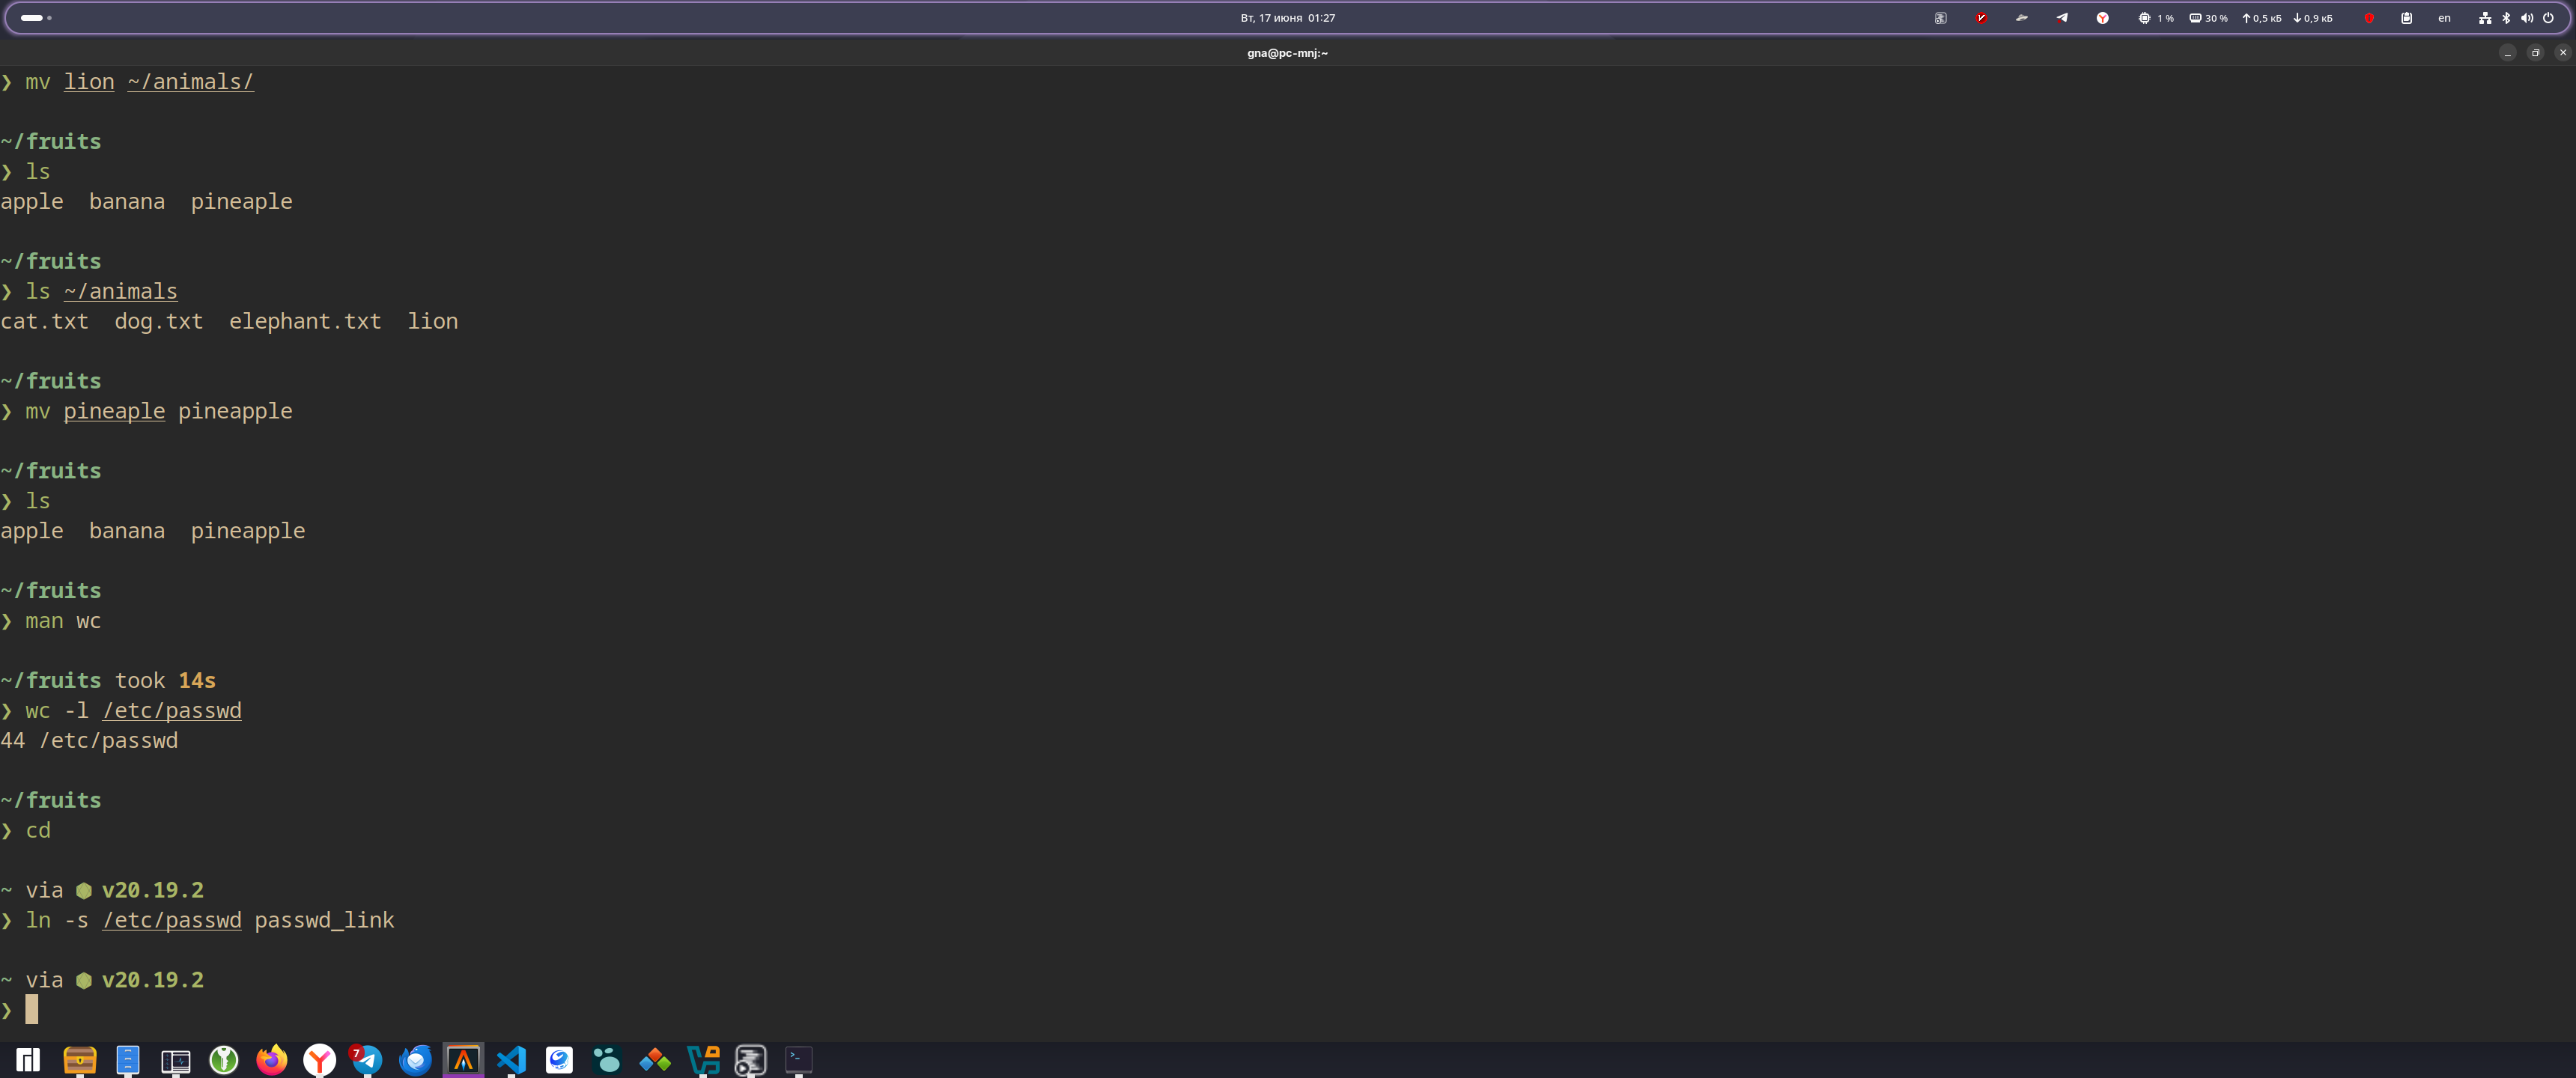 Вт, 17 июня 01:27
1 % 30 % ↑0,5 кБ ↓0,9 кБ en
gna@pc-mnj:~
❯ mv lion ~/animals/
~/fruits
❯ ls
apple  banana  pineaple
~/fruits
❯ ls ~/animals
cat.txt  dog.txt  elephant.txt  lion
~/fruits
❯ mv pineaple pineapple
~/fruits
❯ ls
apple  banana  pineapple
~/fruits
❯ man wc
~/fruits took 14s
❯ wc -l /etc/passwd
44 /etc/passwd
~/fruits
❯ cd
~ via ⬢ v20.19.2
❯ ln -s /etc/passwd passwd_link
~ via ⬢ v20.19.2
❯
7